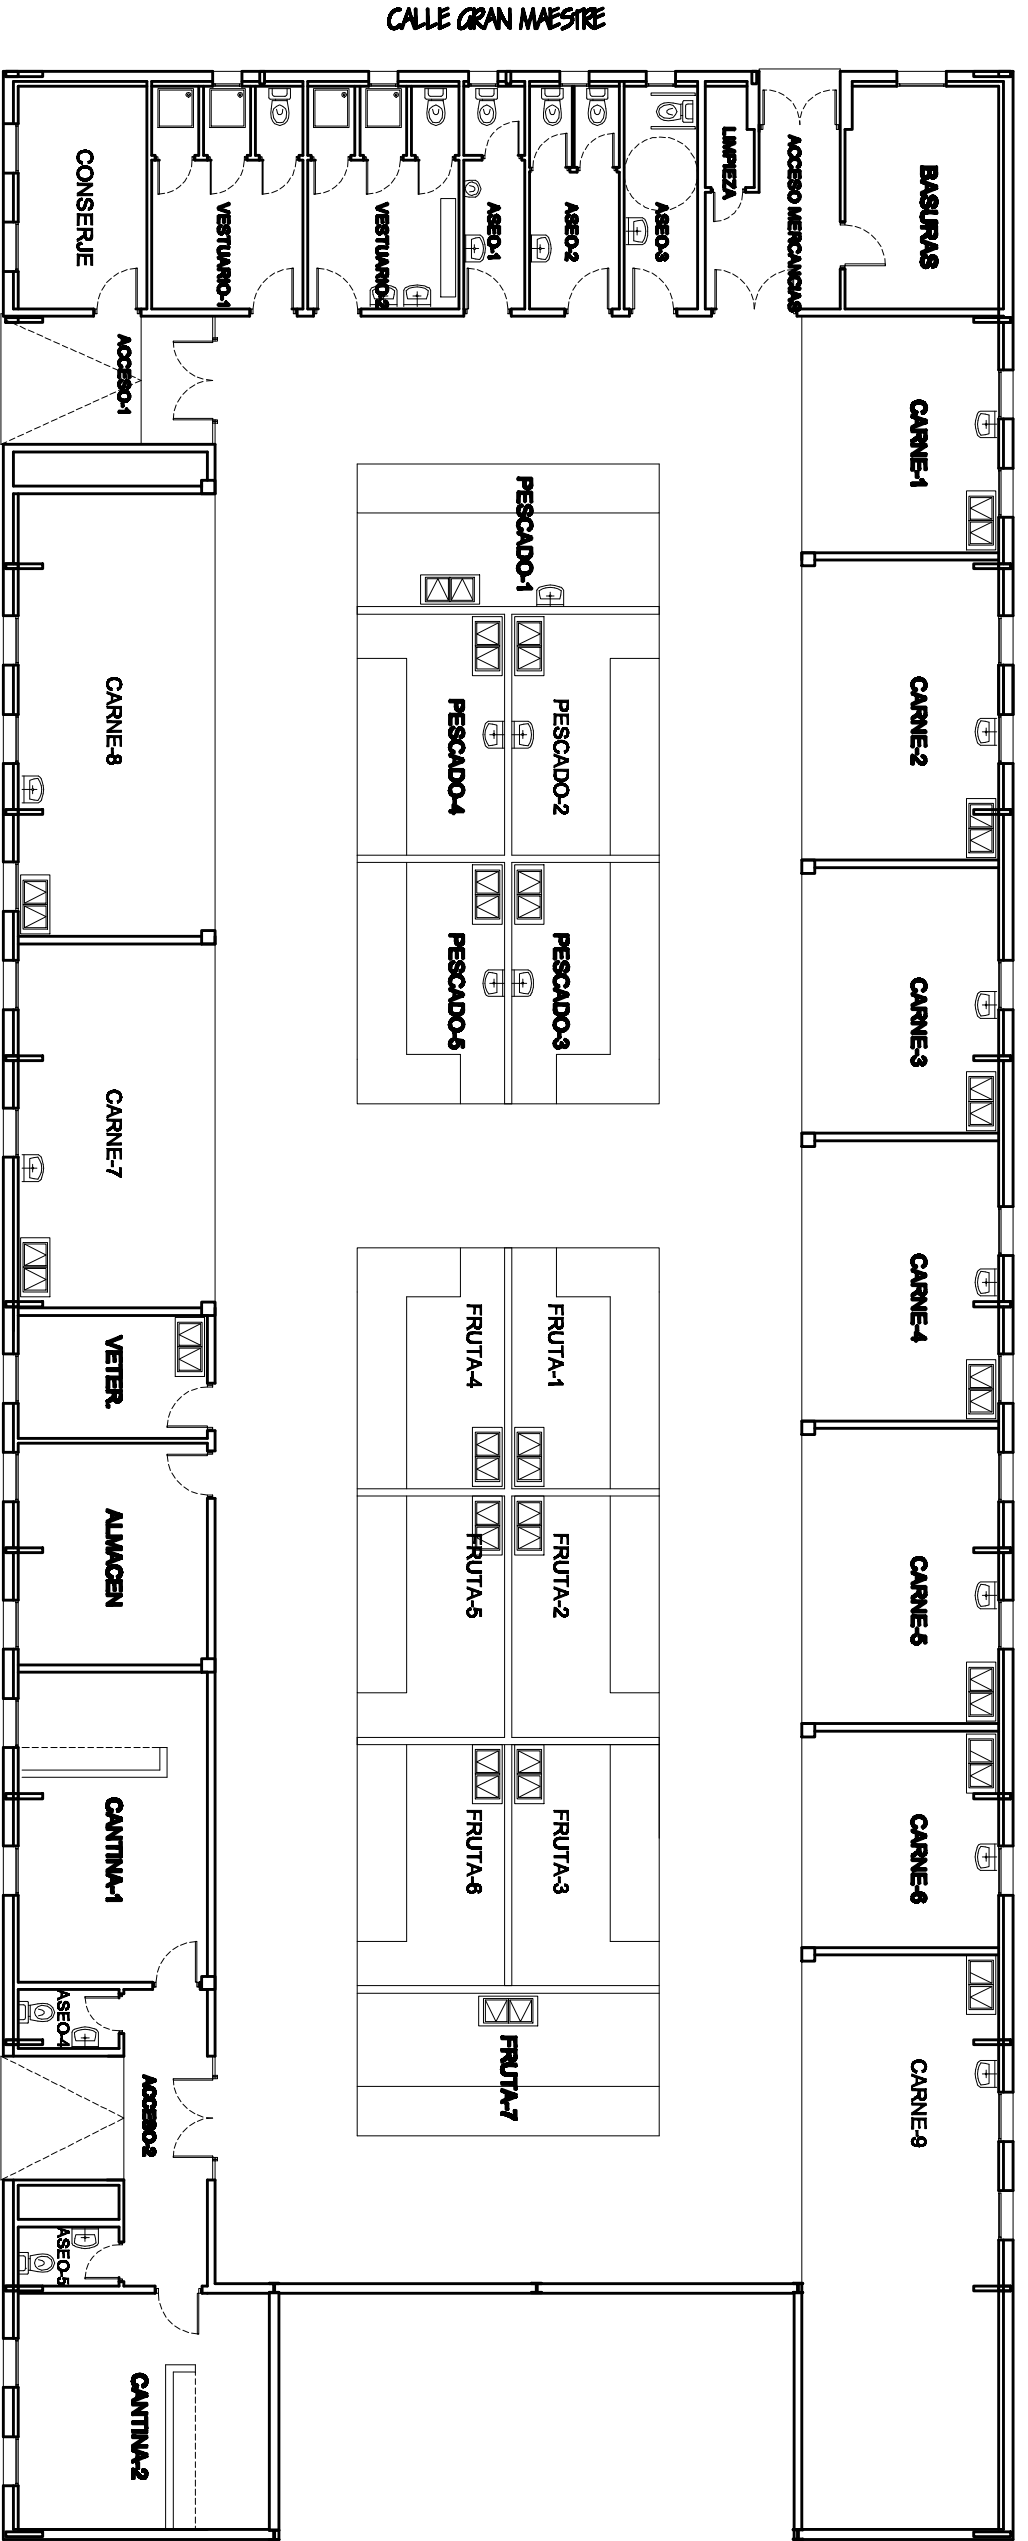 CALLE GRAN MAESTRE
CONSERJE
VESTUARIO-1
VESTUARIO-2
ASEO-1
ASEO-2
ASEO-3
LIMPIEZA
ACCESO MERCANCIAS
BASURAS
ACCESO-1
CARNE-1
PESCADO-1
CARNE-8
PESCADO-4
PESCADO-2
CARNE-2
PESCADO-5
PESCADO-3
CARNE-3
CARNE-7
CARNE-4
VETER.
FRUTA-4
FRUTA-1
ALMACEN
FRUTA-5
FRUTA-2
CARNE-5
CANTINA-1
FRUTA-6
FRUTA-3
CARNE-6
ASEO-4
FRUTA-7
CARNE-9
ACCESO-2
ASEO-5
CANTINA-2